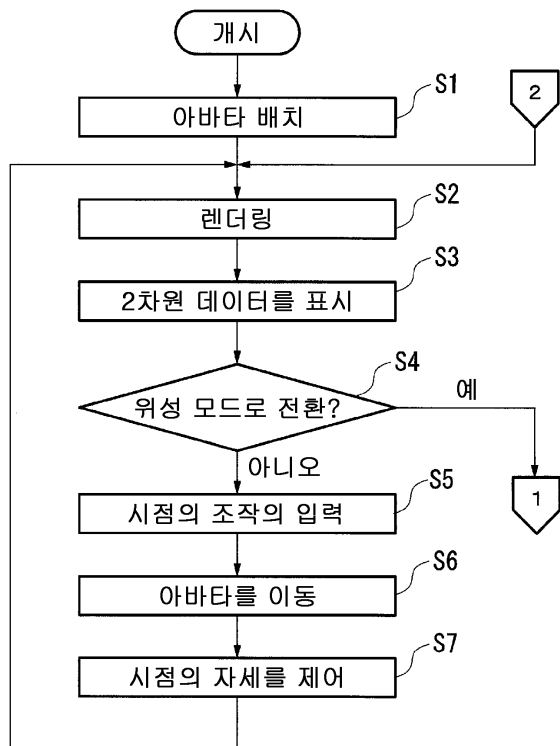 개시
S1
아바타 배치
2
S2
렌더링
S3
2차원 데이터를 표시
S4
위성 모드로 전환?
예
아니오
1
S5
시점의 조작의 입력
S6
아바타를 이동
S7
시점의 자세를 제어